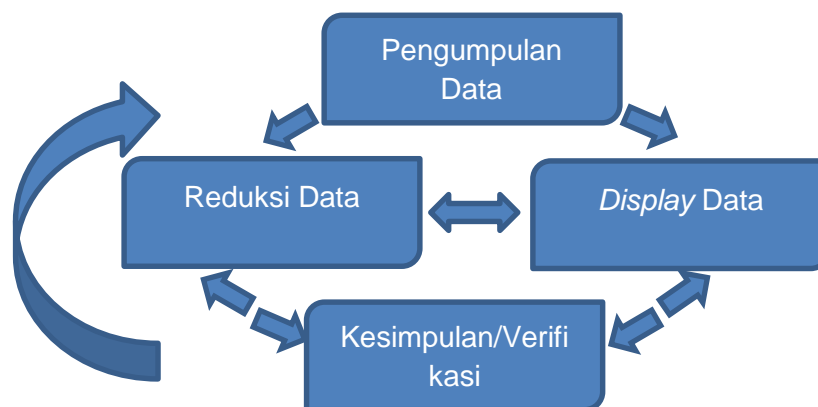 Pengumpulan
Data
Reduksi Data
Display Data
Kesimpulan/Verifi
kasi